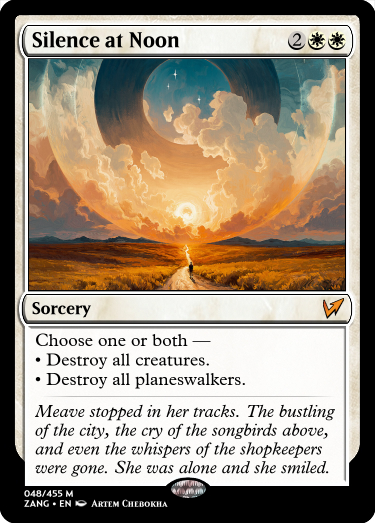 Silence at Noon 2
Sorcery
Choose one or both —
• Destroy all creatures.
• Destroy all planeswalkers.
Meave stopped in her tracks. The bustling
of the city, the cry of the songbirds above,
and even the whispers of the shopkeepers
were gone. She was alone and she smiled.
048/455 M
ZANG • EN ARTEM CHEBOKHA